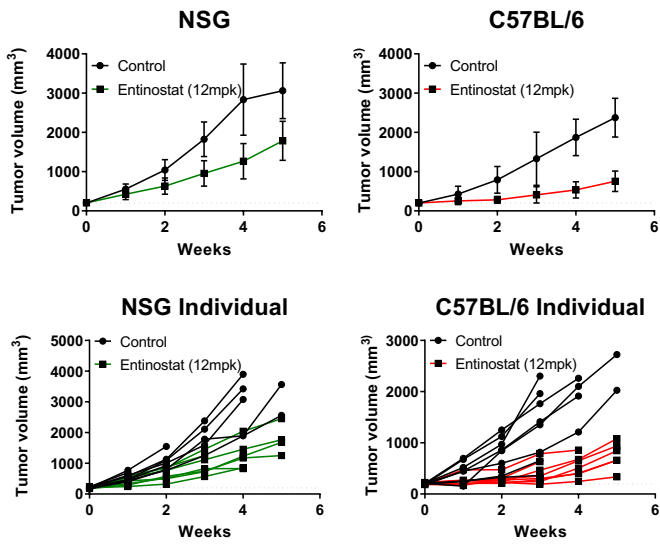 NSG
Tumor volume (mm3)
4000
3000
2000
1000
0
Control
Entinostat (12mpk)
0
2
4
6
Weeks
C57BL/6
Tumor volume (mm3)
4000
3000
2000
1000
0
Control
Entinostat (12mpk)
0
2
4
6
Weeks
NSG Individual
Tumor volume (mm3)
5000
4000
3000
2000
1000
0
Control
Entinostat (12mpk)
0
2
4
6
Weeks
C57BL/6 Individual
Tumor volume (mm3)
3000
2000
1000
0
Control
Entinostat (12mpk)
0
2
4
6
Weeks